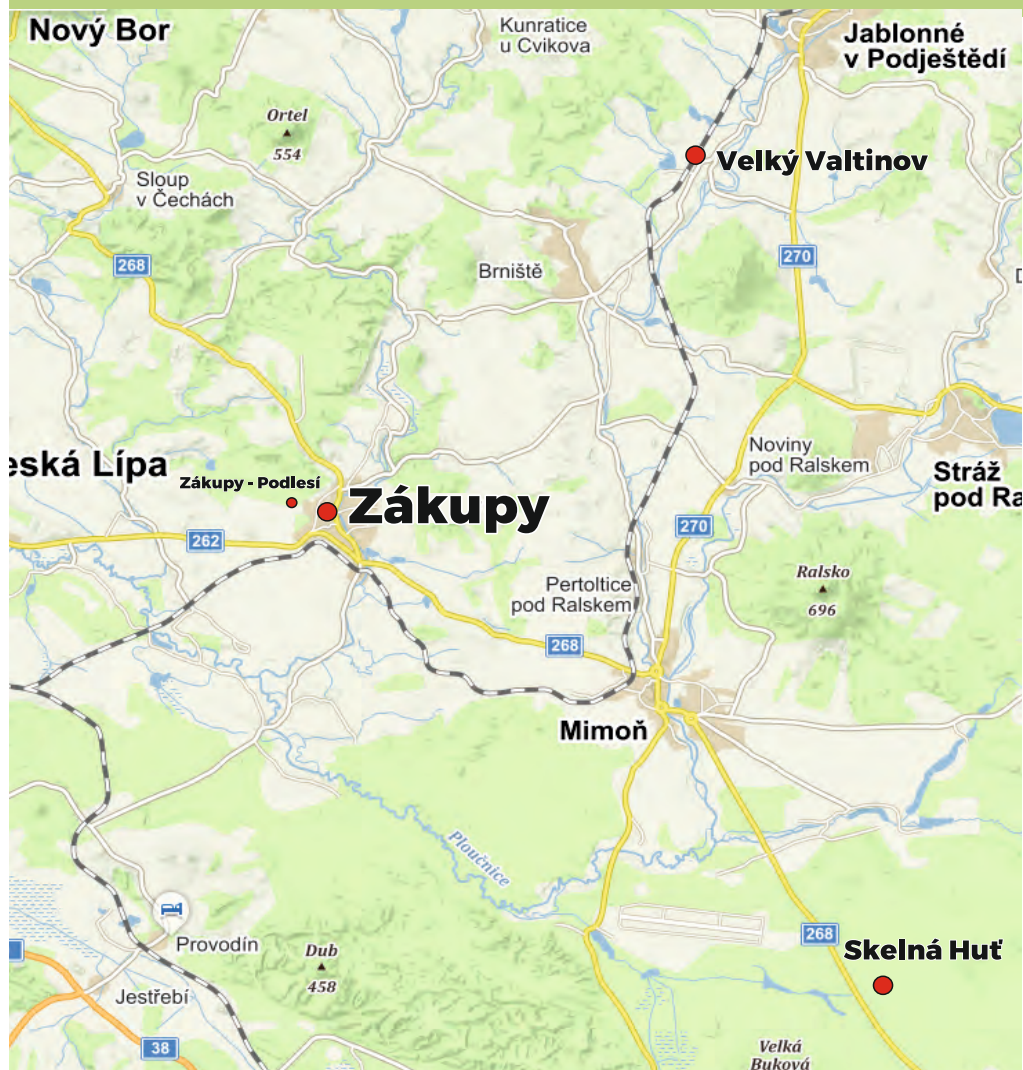 Nový Bor
Kunratice
u Cvikova
Jablonné
v Podještědí
Ortel
554
Velký Valtinov
Sloup
v Čechách
268
270
Brniště
eská Lípa
Zákupy - Podlesí
Zákupy
Noviny
pod Ralskem
Stráž
pod Ra
262
270
Ralsko
696
Pertoltice
pod Ralskem
268
Mimoň
Ploučnice
Provodín
Dub
458
268
Skelná Huť
Jestřebí
38
Velká
Buková